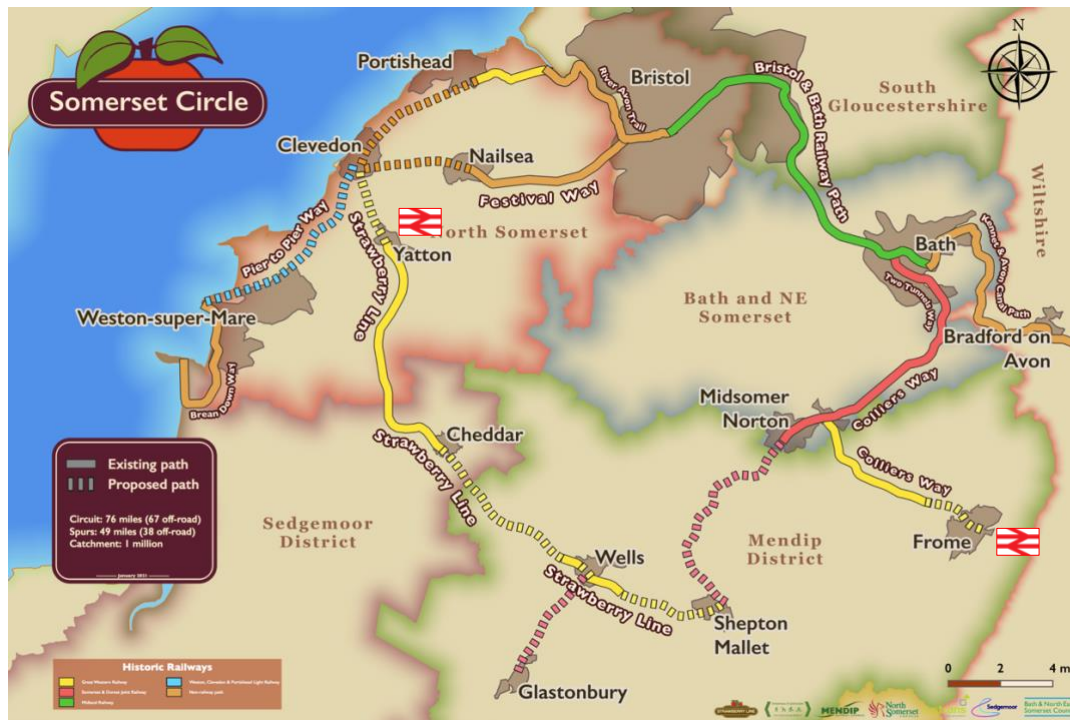 Somerset Circle
N
Portishead
Bristol
River Avon Trail
Bristol & Bath Railway Path
South
Gloucestershire
Clevedon
Nailsea
Festival Way
Wiltshire
Pier to Pier Way
North Somerset
Strawberry Line
Yatton
Bath
Kennet & Avon Canal Path
Two Tunnels Way
Bath and NE
Somerset
Weston-super-Mare
Bradford on
Avon
Brean Down Way
Midsomer
Norton
Colliers Way
Cheddar
Strawberry Line
Colliers Way
Existing path
Proposed path
Circuit: 76 miles (67 off-road)
Spurs: 49 miles (38 off-road)
Catchment: 1 million
January 2021
Sedgemoor
District
Mendip
District
Frome
Wells
Strawberry Line
Shepton
Mallet
Glastonbury
Historic Railways
Great Western Railway
Somerset & Dorset Joint Railway
Midland Railway
Weston, Clevedon & Portishead Light Railway
Non-railway path
0 2 4 m
STRAWBERRY LINE
MENDIP
North
Somerset
Sedgemoor
Bath & North Ea
Somerset Counc